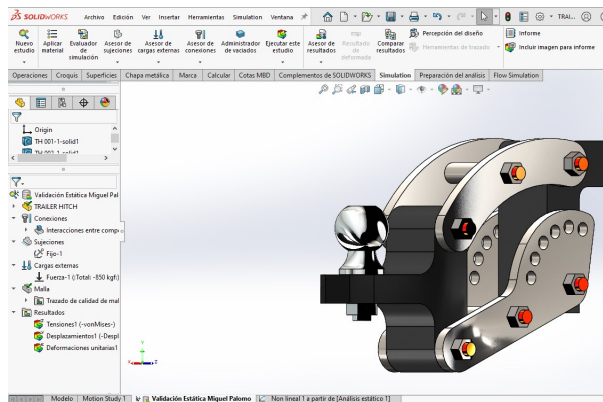 SOLIDWORKS Archivo Edición Ver Insertar Herramientas Simulation Ventana TRAI...
Nuevo estudio
Aplicar material
Evaluador de simulación
Asesor de sujeciones
Asesor de cargas externas
Asesor de conexiones
Administrador de vaciados
Ejecutar este estudio
Asesor de resultados
Resultado de deformado
Comparar resultados
Percepción del diseño
Herramientas de trazado
Informe
Incluir imagen para informe
Operaciones Croquis Superficies Chapa metálica Marca Calcular Cotas MBD Complementos de SOLIDWORKS Simulation Preparación del análisis Flow Simulation
Origin
TH 001-1-solid1
TH 001-1-solid2
Validación Estática Miguel Pal
TRAILER HITCH
Conexiones
Interacciones entre comp
Sujeciones
Fijo-1
Cargas externas
Fuerza-1 (:Total: -850 kgf:)
Malla
Trazado de calidad de mal
Resultados
Tensiones1 (-vonMises-)
Desplazamientos1 (-Despl
Deformaciones unitarias1
Modelo Motion Study 1 Validación Estática Miguel Palomo Non lineal 1 a partir de [Análisis estático 1]